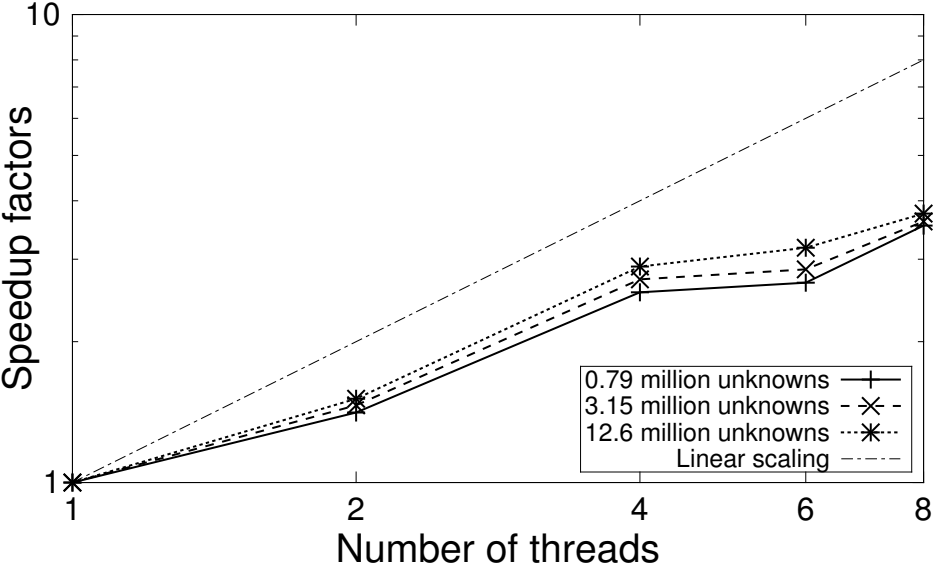 10
1
Speedup factors
0.79 million unknowns
3.15 million unknowns
12.6 million unknowns
Linear scaling
1 2 4 6 8
Number of threads